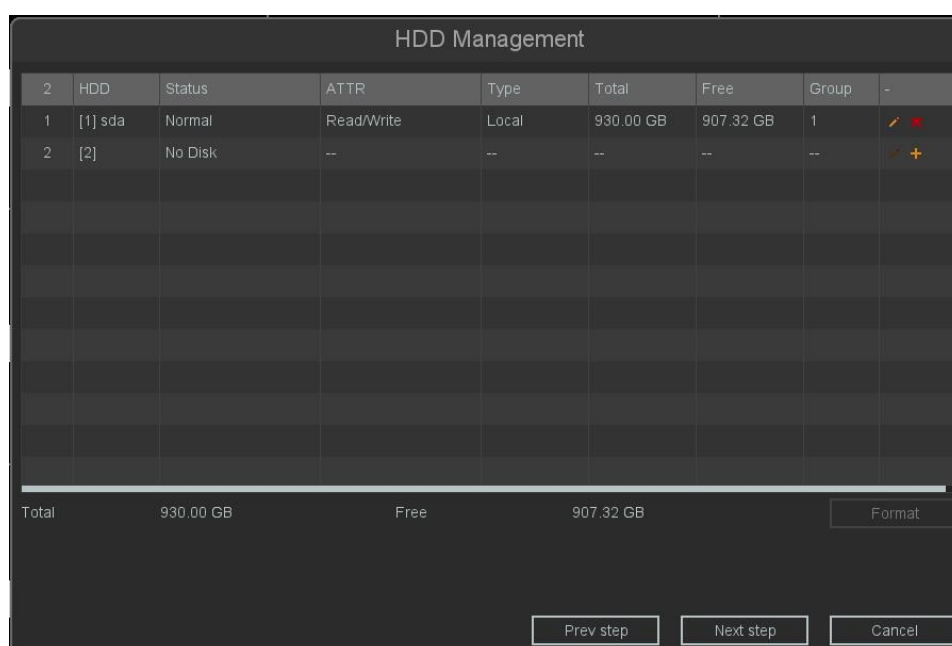 HDD Management
2 HDD Status ATTR Type Total Free Group -
1 [1] sda Normal Read/Write Local 930.00 GB 907.32 GB 1
2 [2] No Disk -- -- -- -- --
Total 930.00 GB Free 907.32 GB Format
Prev step Next step Cancel